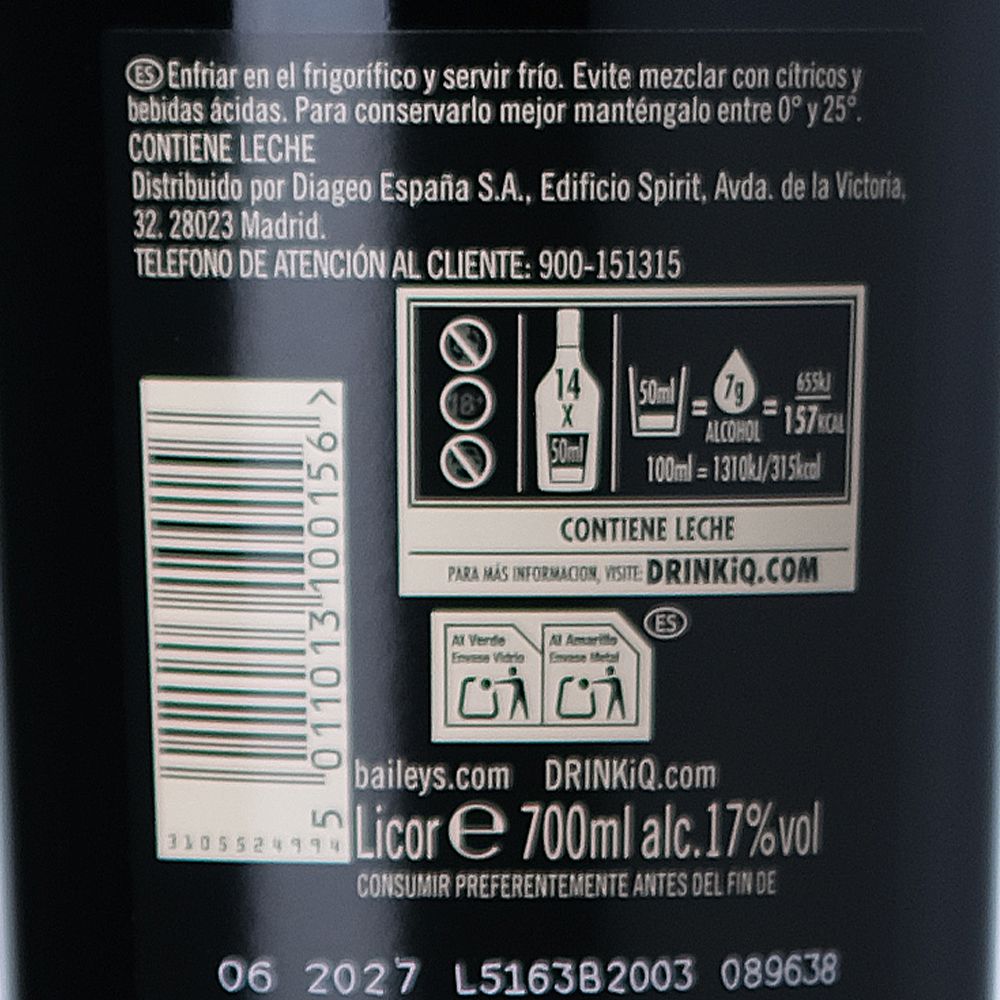 ES Enfriar en el frigorífico y servir frío. Evite mezclar con cítricos y
bebidas ácidas. Para conservarlo mejor manténgalo entre 0° y 25°.
CONTIENE LECHE
Distribuido por Diageo España S.A., Edificio Spirit, Avda. de la Victoria,
32. 28023 Madrid.
TELEFONO DE ATENCIÓN AL CLIENTE: 900-151315
18+
14
X
50ml
50ml = 7g = 655kJ
ALCOHOL 157KCAL
100ml = 1310kJ/315kcal
CONTIENE LECHE
PARA MÁS INFORMACION, VISITE: DRINKiQ.COM
5 011013 100156 >
3105524994
ES
Al Verde
Envase Vidrio
Al Amarillo
Envase Metal
baileys.com DRINKiQ.com
Licor e 700ml alc.17%vol
CONSUMIR PREFERENTEMENTE ANTES DEL FIN DE
06 2027 L5163B2003 089638